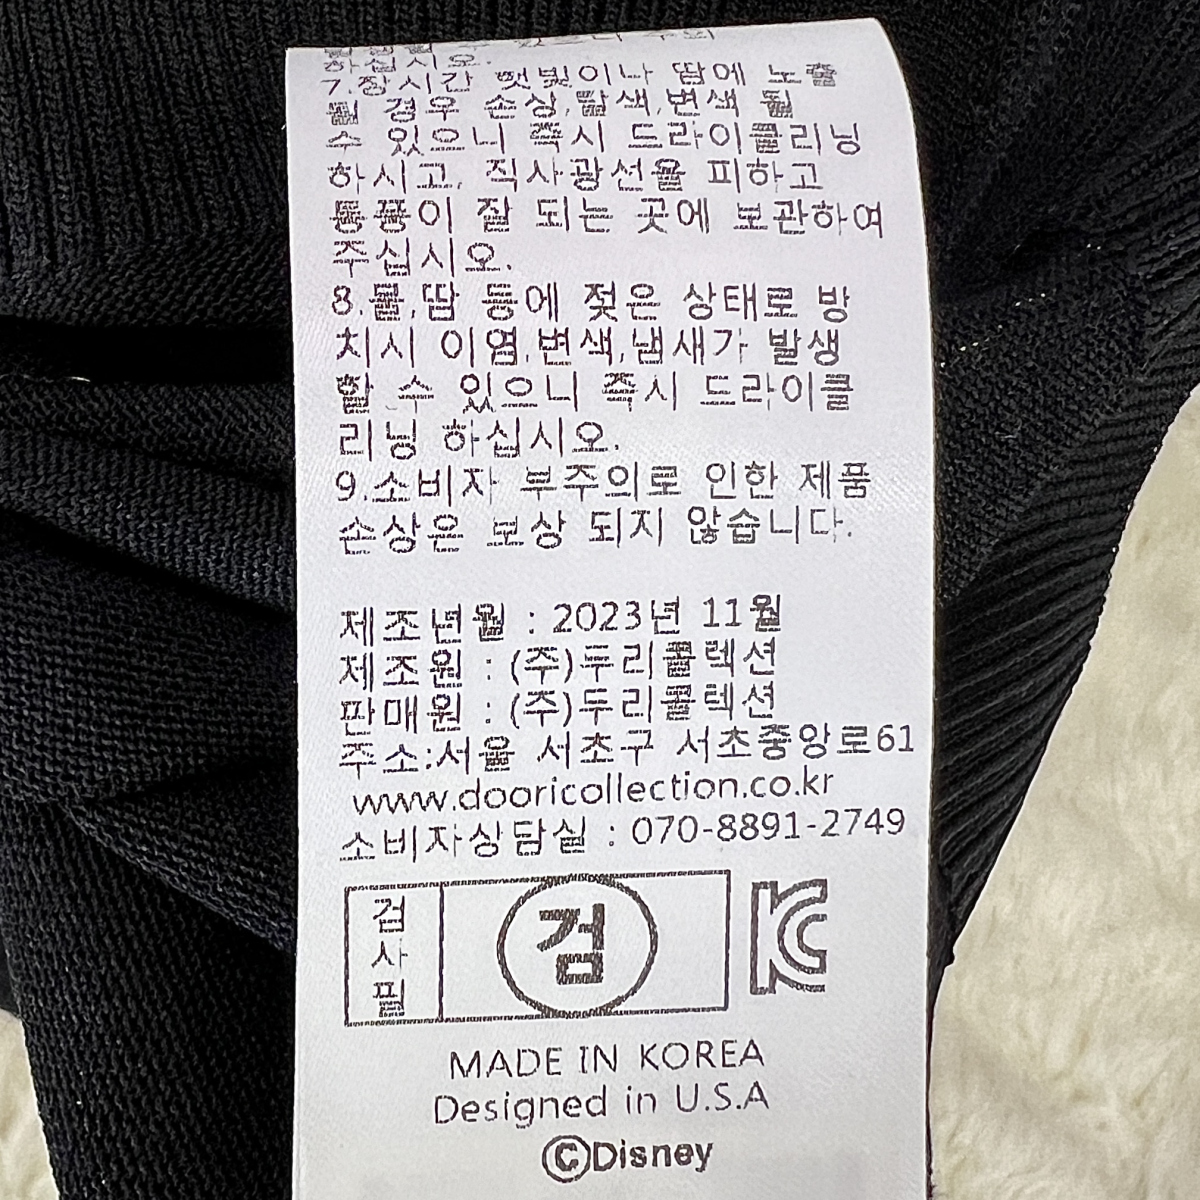 하십시오.
7.장시간 햇빛이나 땀에 노출
될 경우 손상,탈색,변색 될
수 있으니 즉시 드라이클리닝
하시고, 직사광선을 피하고
통풍이 잘 되는 곳에 보관하여
주십시오.
8.물,땀 등에 젖은 상태로 방
치시 이염,변색,냄새가 발생
할 수 있으니 즉시 드라이클
리닝 하십시오.
9.소비자 부주의로 인한 제품
손상은 보상 되지 않습니다.
제조년월 : 2023년 11월
제조원 : (주)두리콜렉션
판매원 : (주)두리콜텍션
주소:서울 서초구 서초중앙로61
www.dooricollection.co.kr
소비자상담실 : 070-8891-2749
검사필
검
KC
MADE IN KOREA
Designed in U.S.A
©Disney